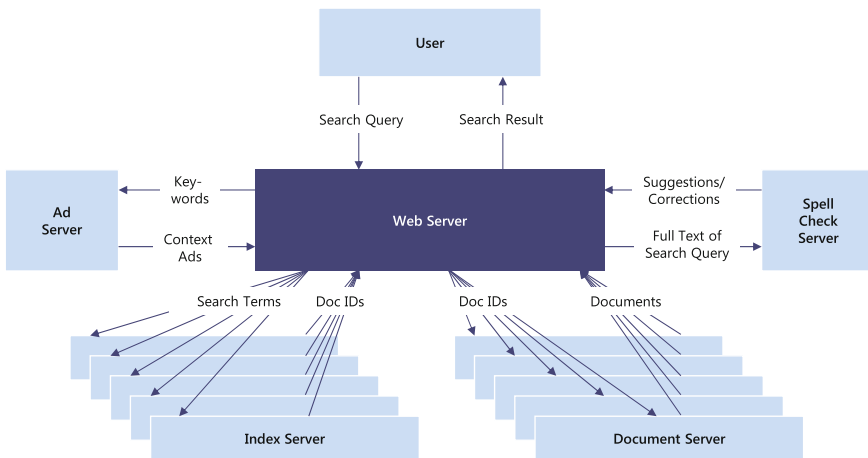 User
Search Query
Search Result
Key-
words
Suggestions/
Corrections
Ad
Server
Web Server
Spell
Check
Server
Context
Ads
Full Text of
Search Query
Search Terms
Doc IDs
Doc IDs
Documents
Index Server
Document Server